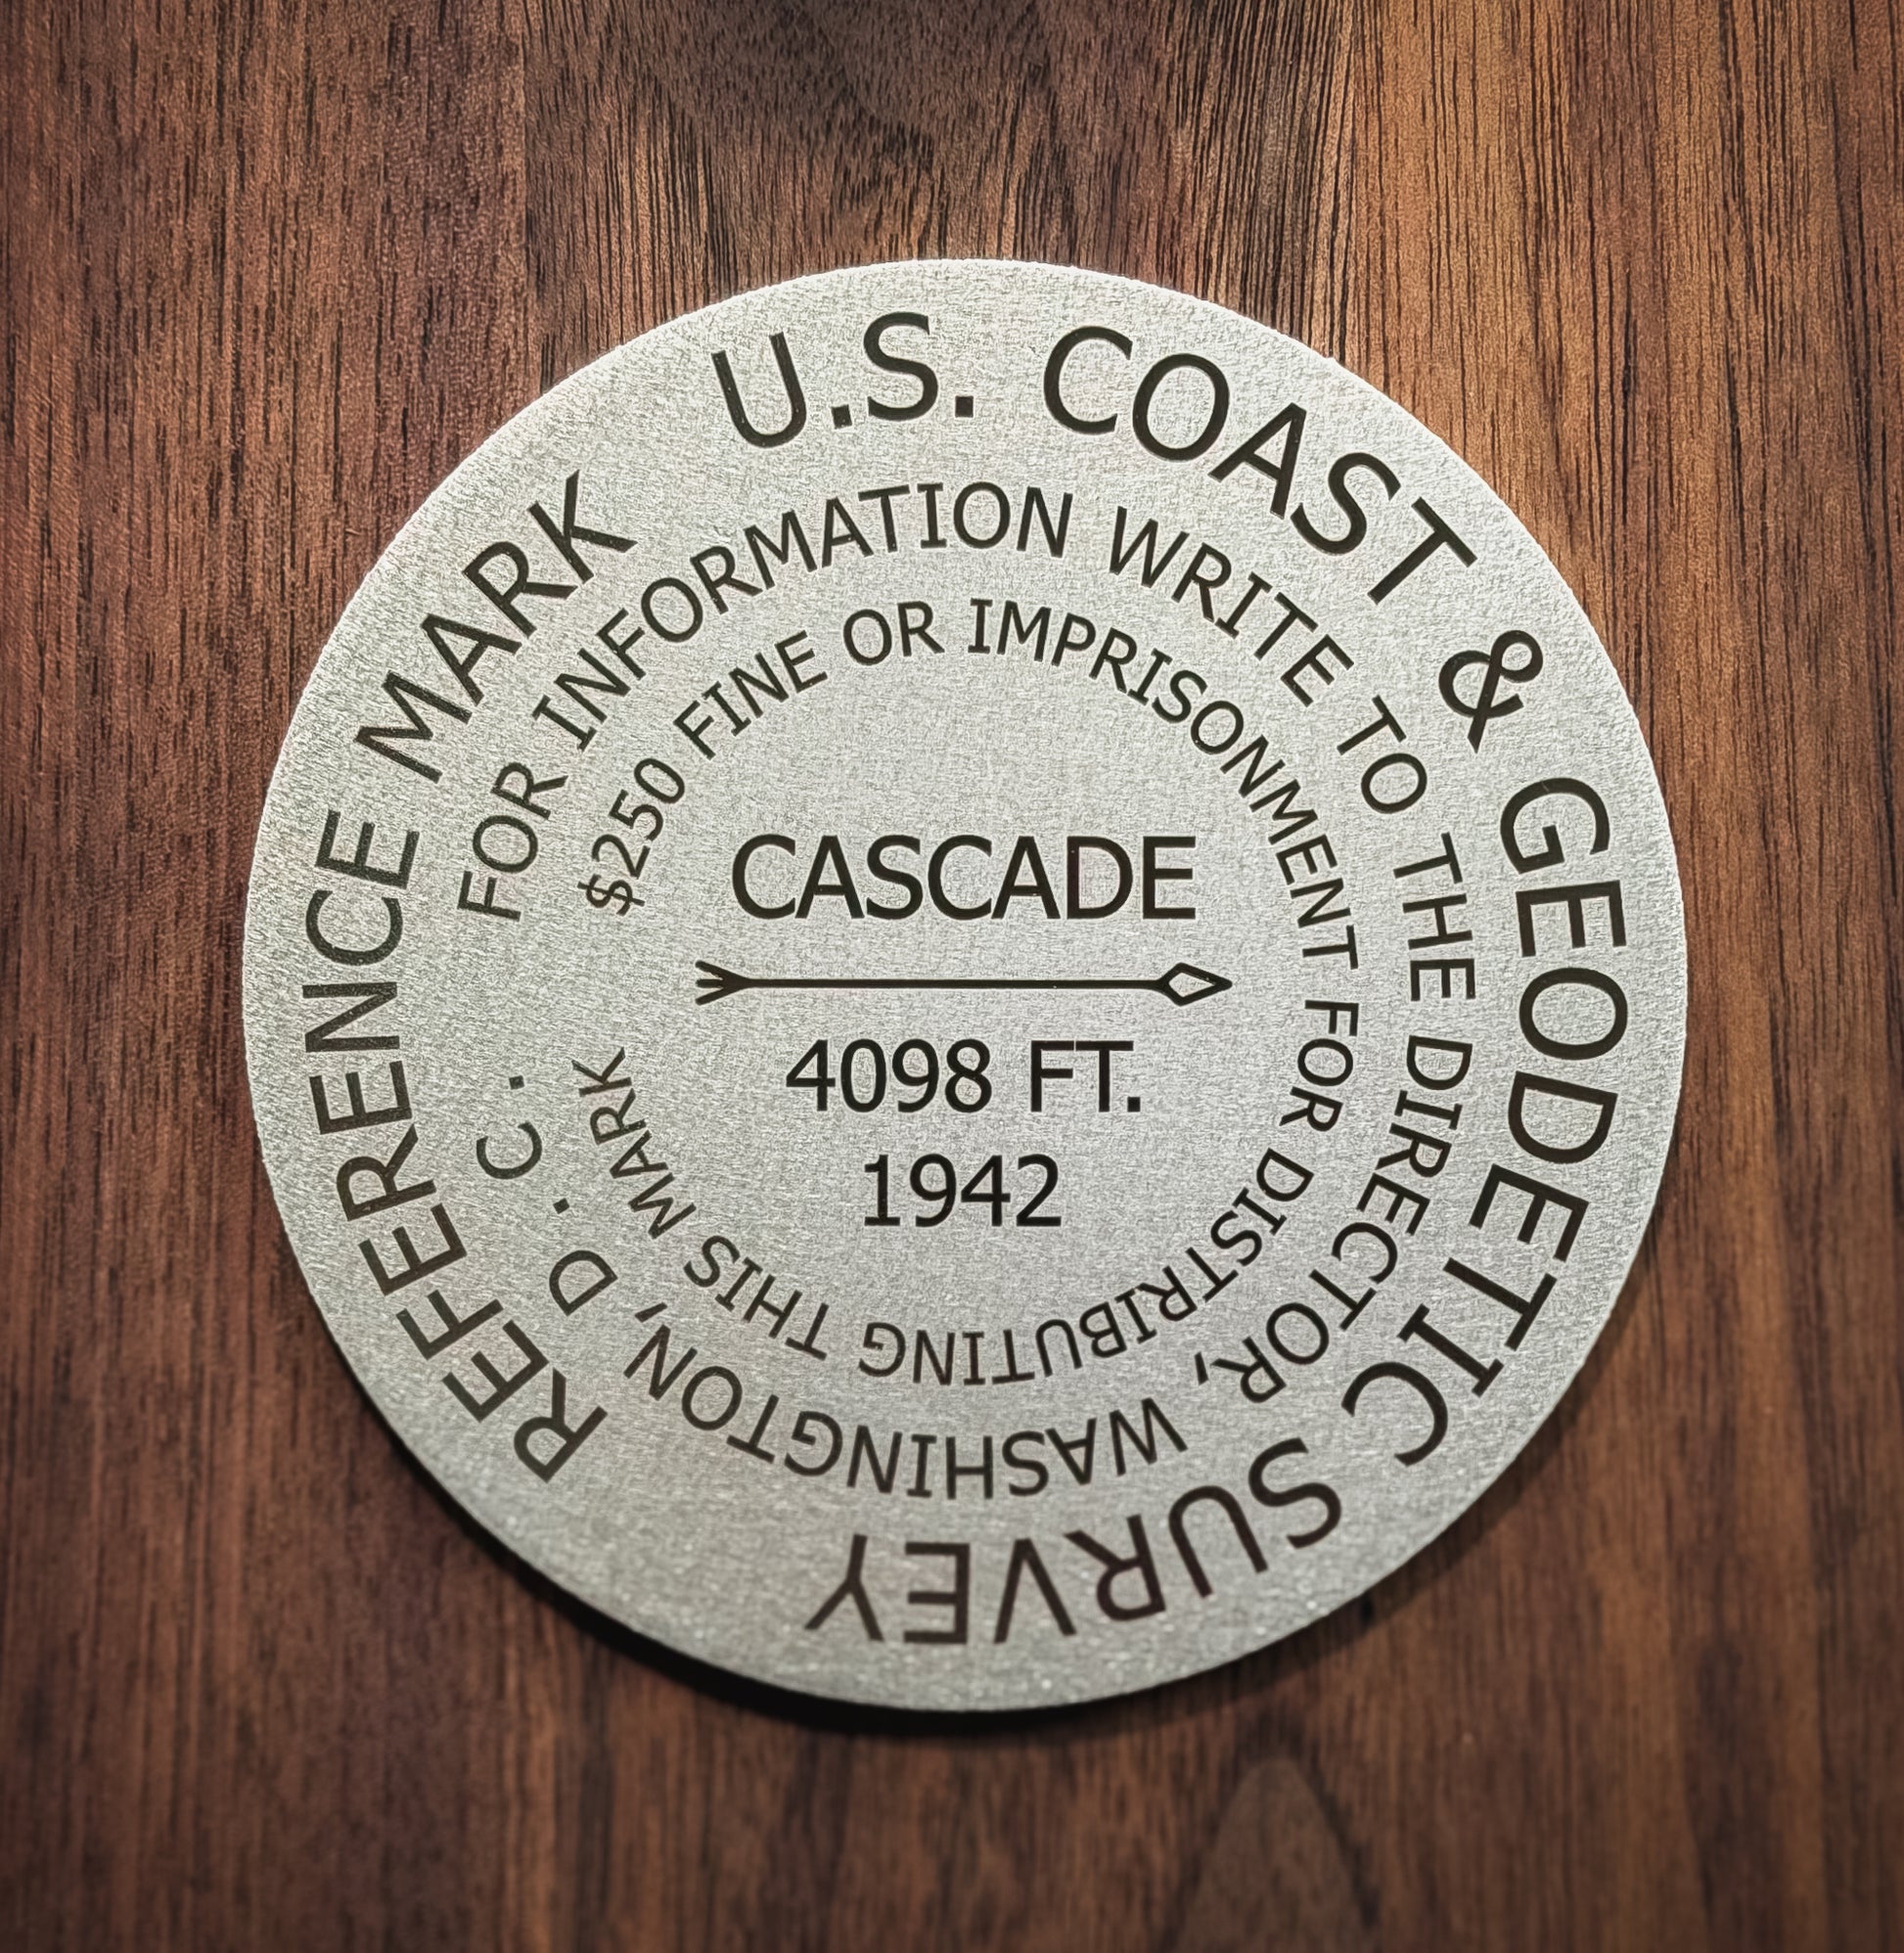 U.S. COAST & GEODETIC SURVEY
REFERENCE MARK
FOR INFORMATION WRITE TO THE DIRECTOR, WASHINGTON, D. C.
$250 FINE OR IMPRISONMENT FOR DISTRIBUTING THIS MARK
CASCADE
4098 FT.
1942